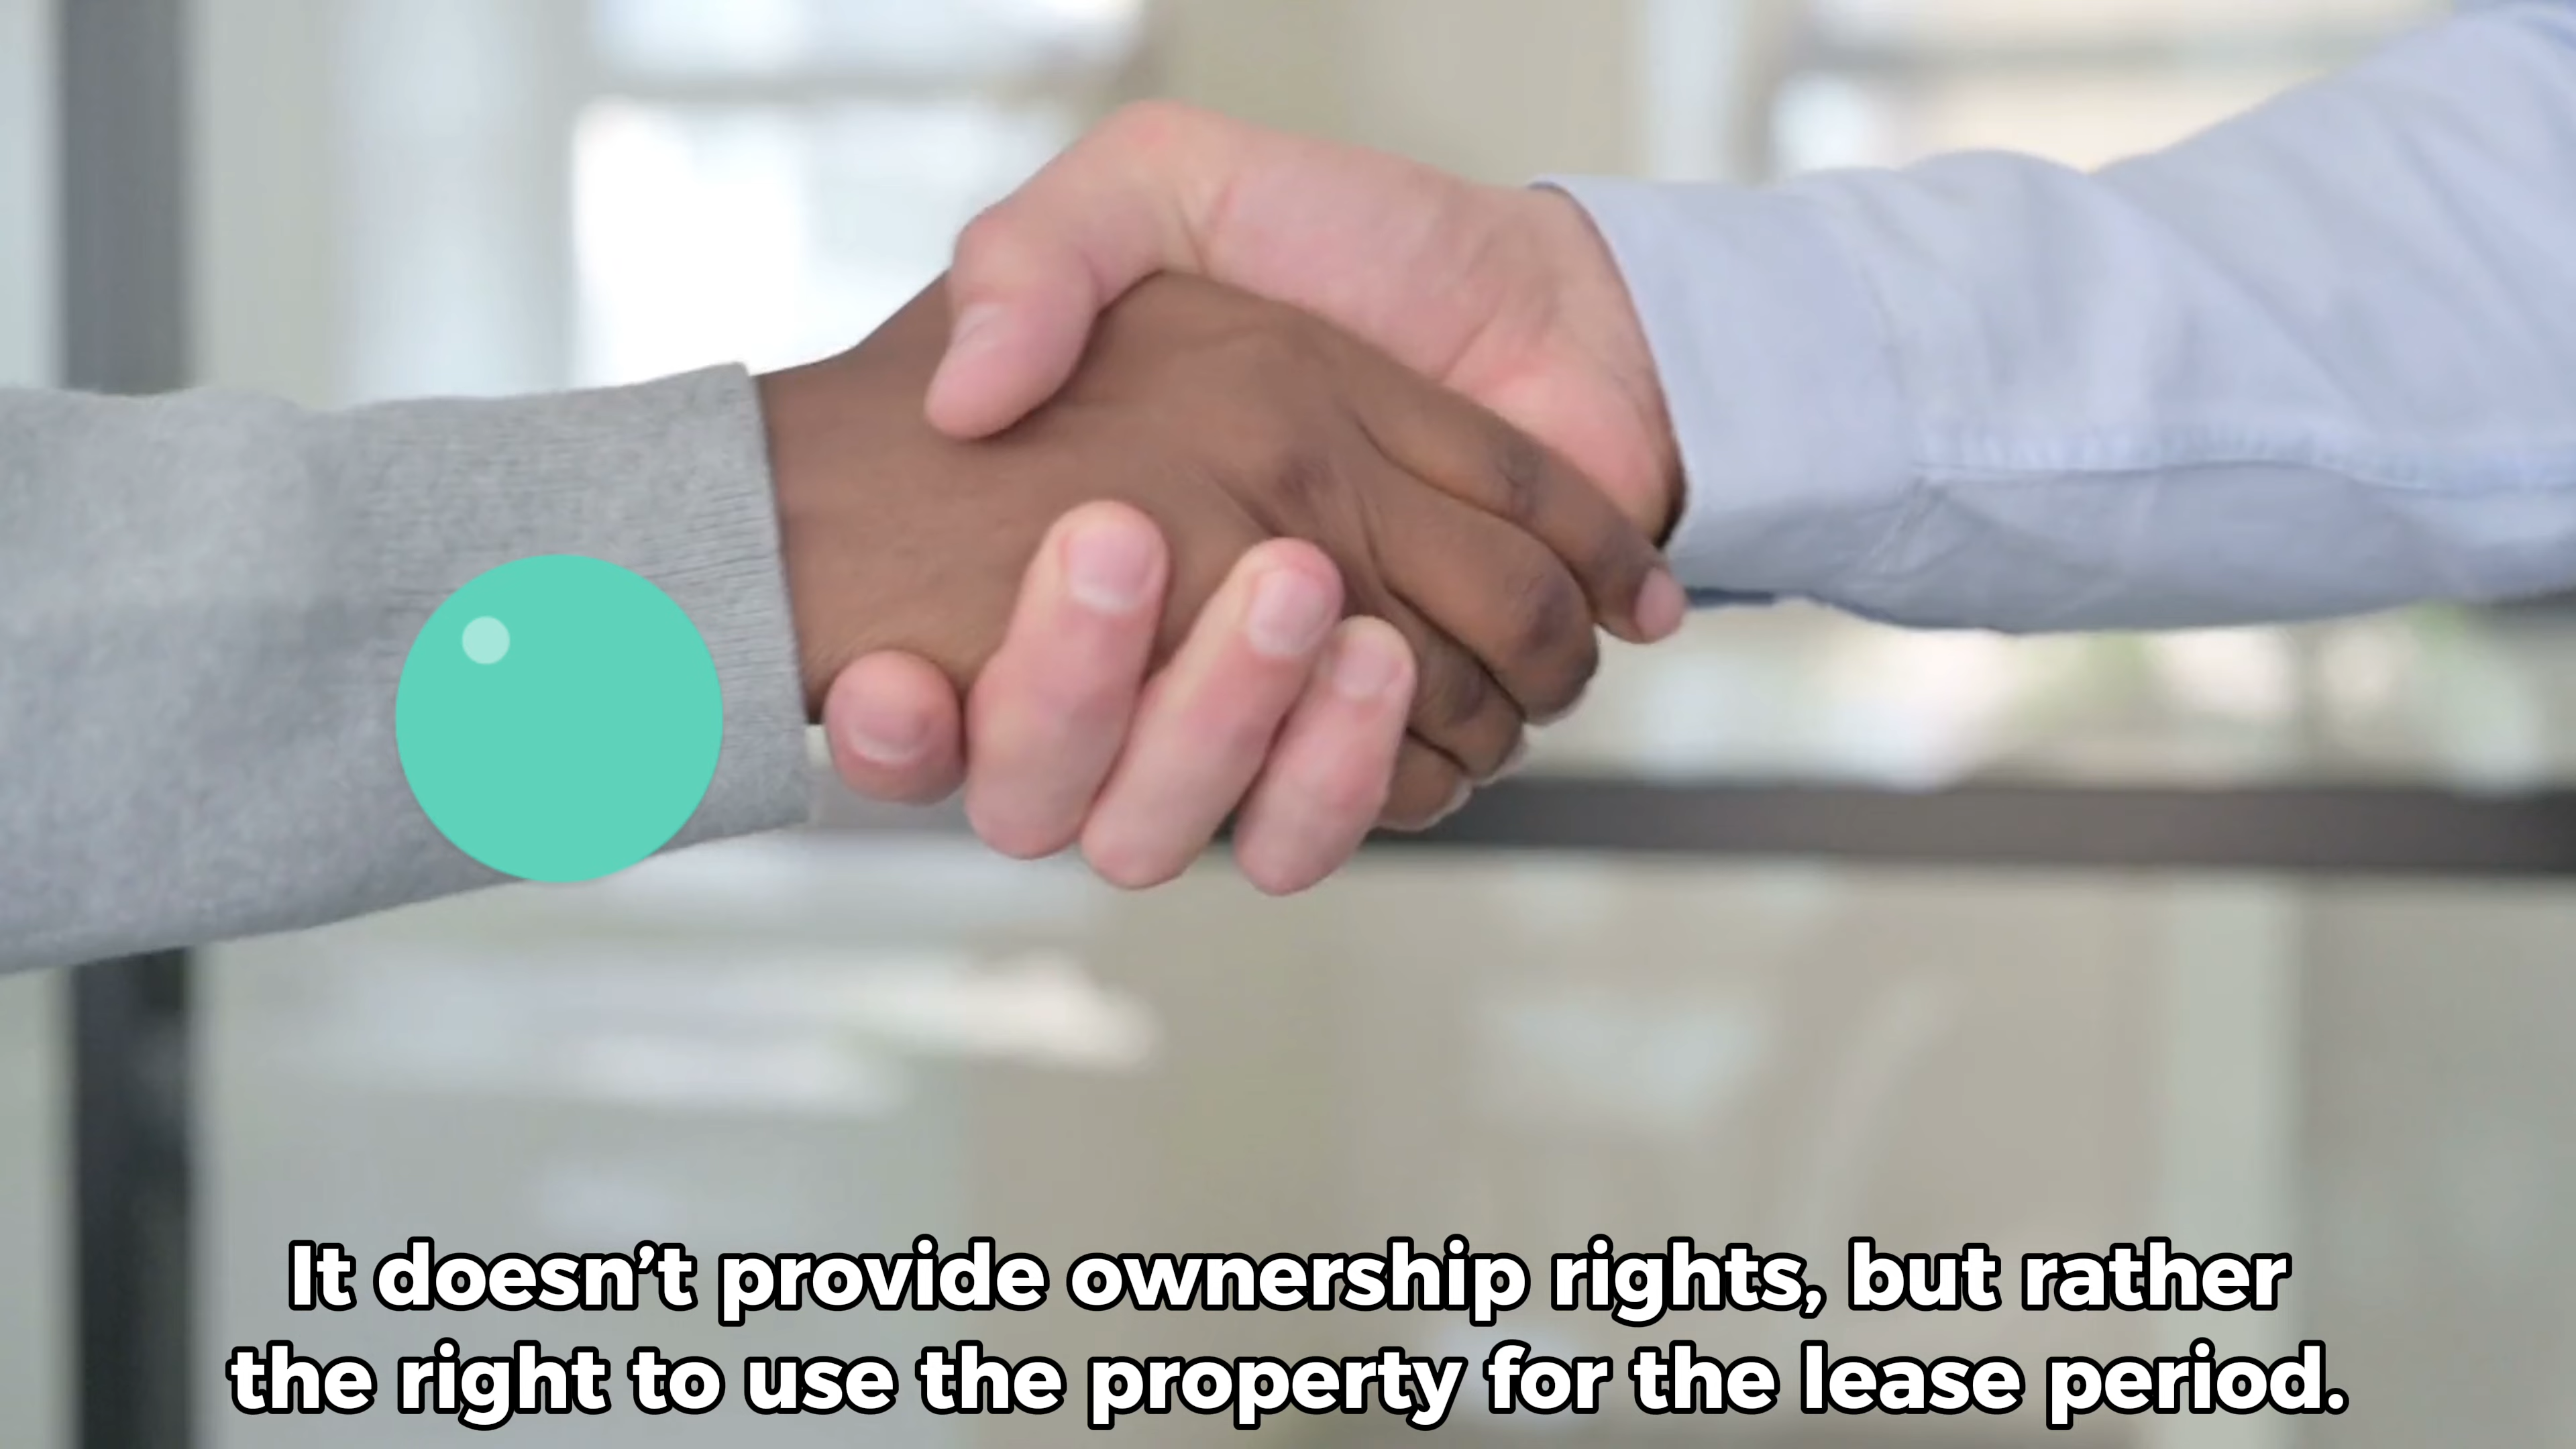 It doesn’t provide ownership rights, but rather
the right to use the property for the lease period.